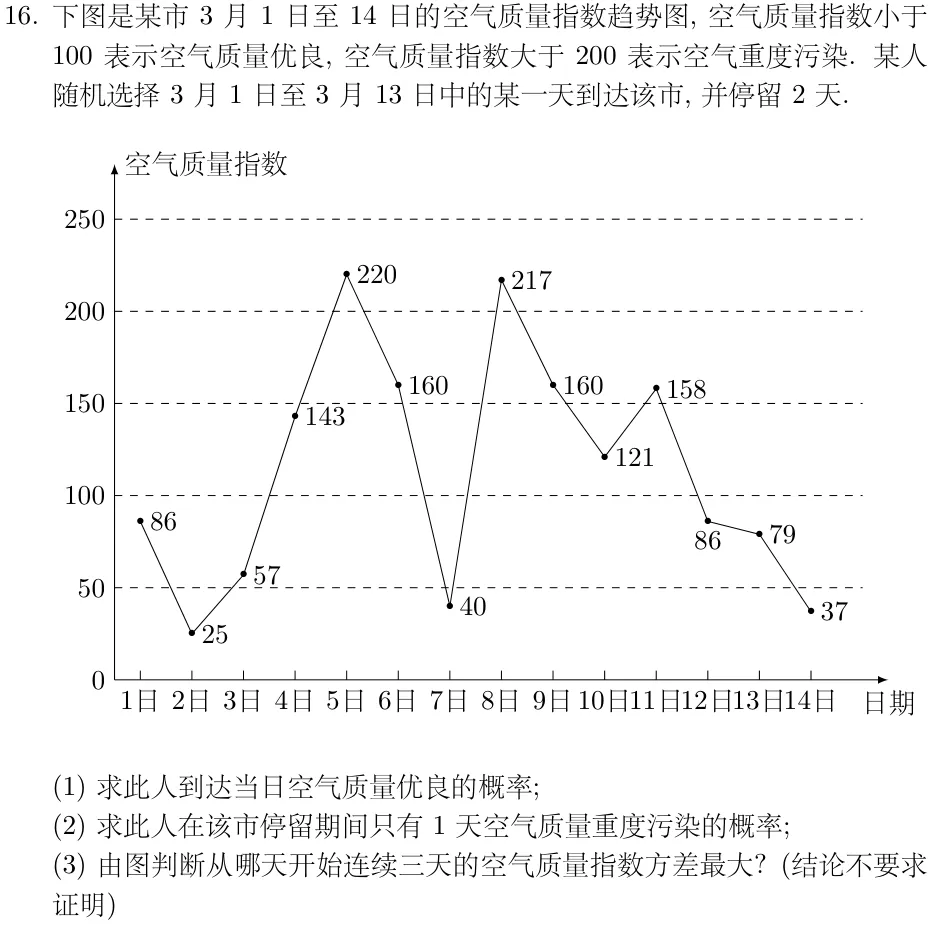 16. 下图是某市 3 月 1 日至 14 日的空气质量指数趋势图, 空气质量指数小于
100 表示空气质量优良, 空气质量指数大于 200 表示空气重度污染. 某人
随机选择 3 月 1 日至 3 月 13 日中的某一天到达该市, 并停留 2 天.
空气质量指数
250
220
217
200
160
160
158
150
143
121
100
86
86
79
57
50
40
37
25
0
1日 2日 3日 4日 5日 6日 7日 8日 9日 10日 11日 12日 13日 14日 日期
(1) 求此人到达当日空气质量优良的概率;
(2) 求此人在该市停留期间只有 1 天空气质量重度污染的概率;
(3) 由图判断从哪天开始连续三天的空气质量指数方差最大? (结论不要求
证明)